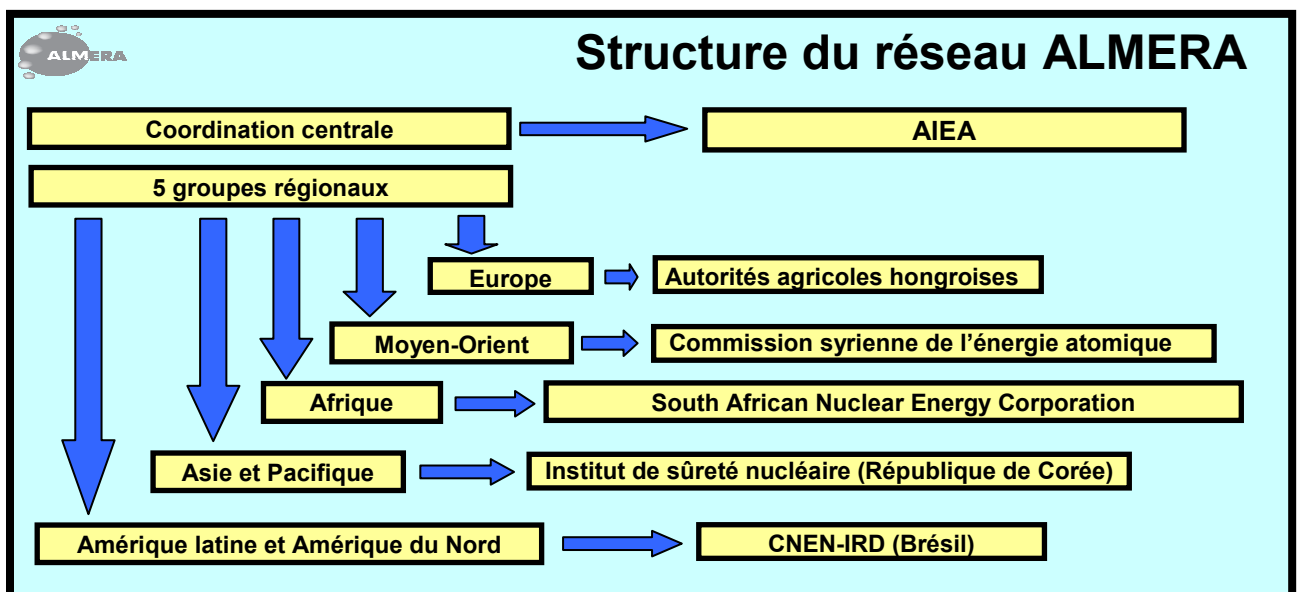 ALMERA
Structure du réseau ALMERA
Coordination centrale
AIEA
5 groupes régionaux
Europe
Autorités agricoles hongroises
Moyen-Orient
Commission syrienne de l’énergie atomique
Afrique
South African Nuclear Energy Corporation
Asie et Pacifique
Institut de sûreté nucléaire (République de Corée)
Amérique latine et Amérique du Nord
CNEN-IRD (Brésil)